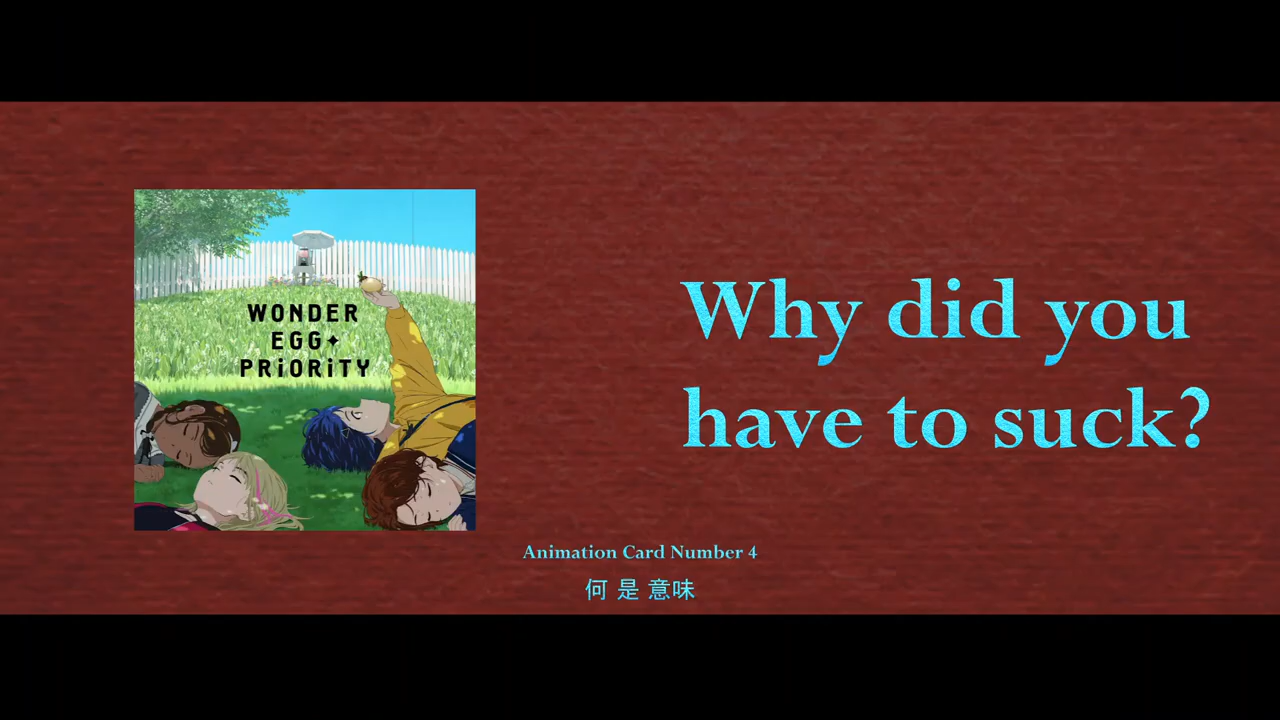 WONDER
EGG✦
PRiORiTY
Why did you
have to suck?
Animation Card Number 4
何 是 意味